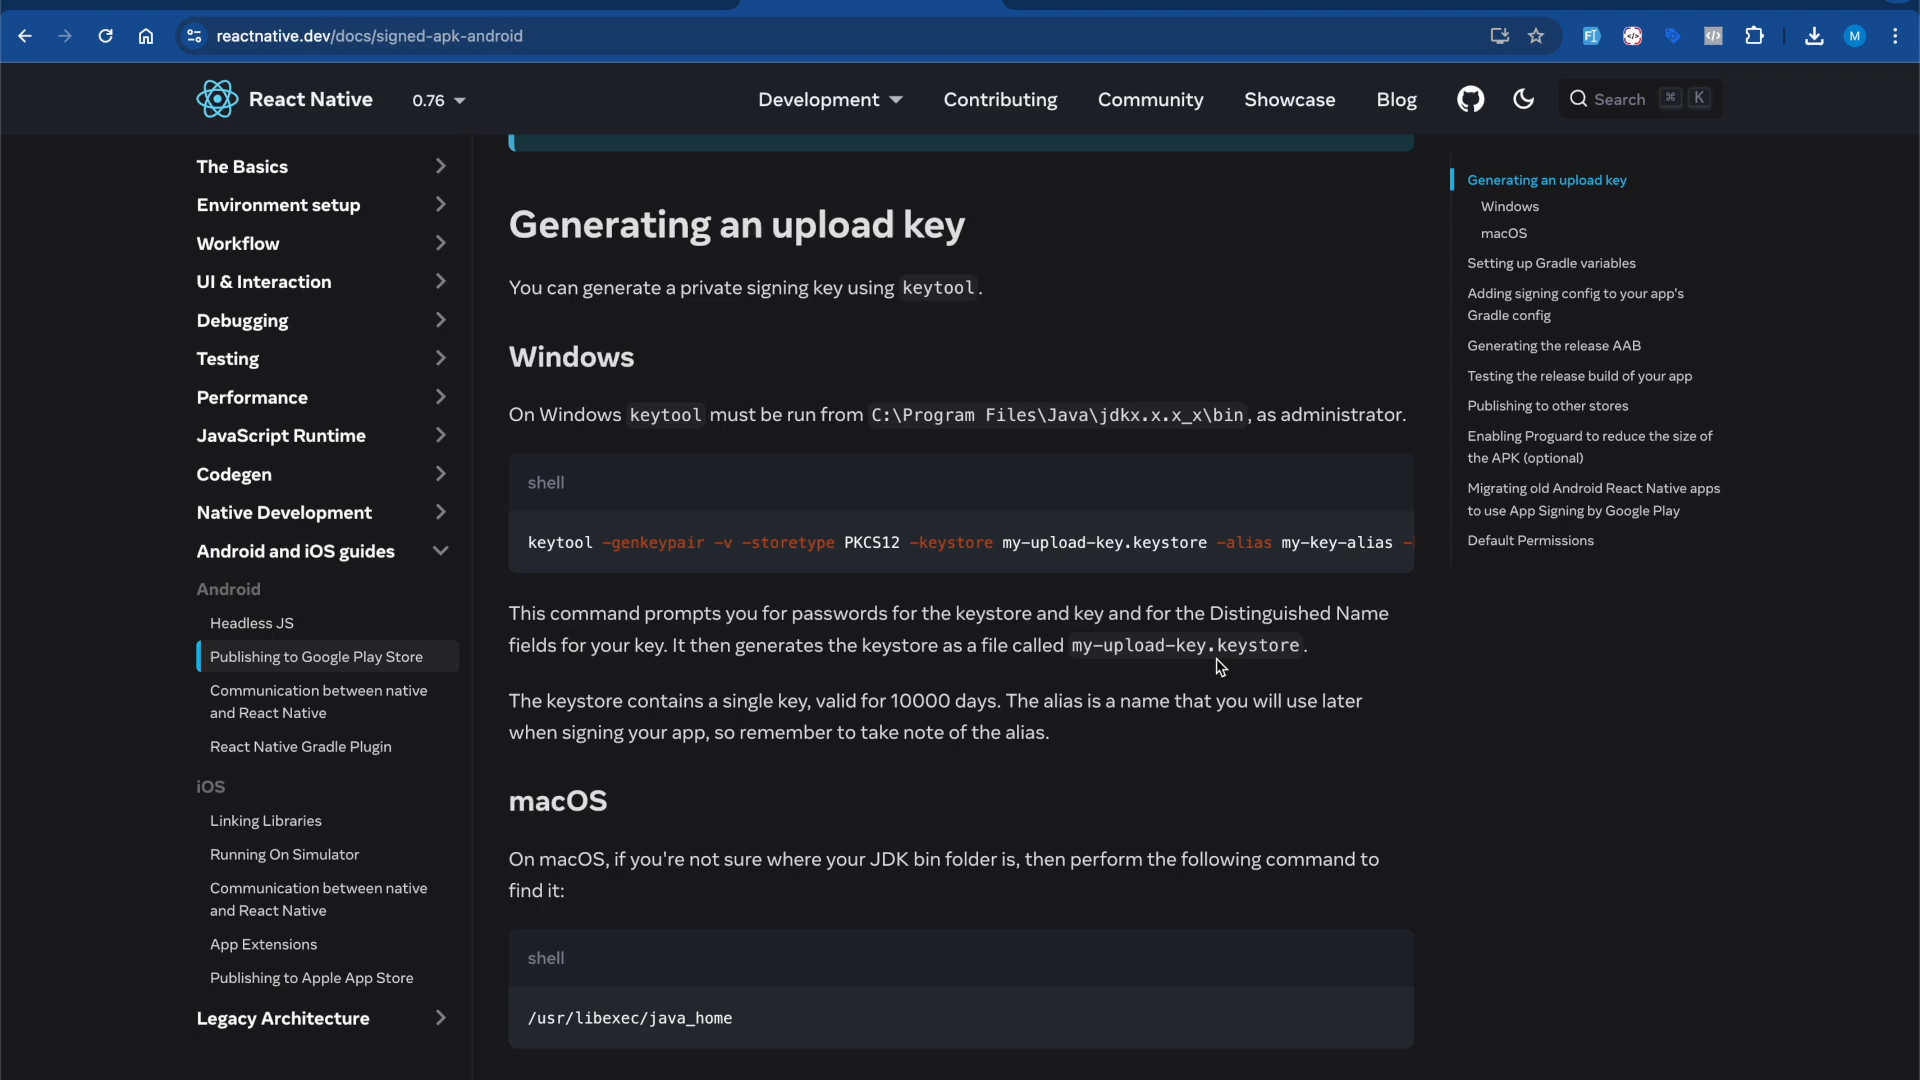 reactnative.dev/docs/signed-apk-android
M
React Native
0.76
Development
Contributing
Community
Showcase
Blog
Search
⌘
K
The Basics
Environment setup
Workflow
UI & Interaction
Debugging
Testing
Performance
JavaScript Runtime
Codegen
Native Development
Android and iOS guides
Android
Headless JS
Publishing to Google Play Store
Communication between native
and React Native
React Native Gradle Plugin
iOS
Linking Libraries
Running On Simulator
Communication between native
and React Native
App Extensions
Publishing to Apple App Store
Legacy Architecture
Generating an upload key
You can generate a private signing key using keytool.
Windows
On Windows keytool must be run from C:\Program Files\Java\jdkx.x.x_x\bin, as administrator.
shell
keytool -genkeypair -v -storetype PKCS12 -keystore my-upload-key.keystore -alias my-key-alias -
This command prompts you for passwords for the keystore and key and for the Distinguished Name
fields for your key. It then generates the keystore as a file called my-upload-key.keystore.
The keystore contains a single key, valid for 10000 days. The alias is a name that you will use later
when signing your app, so remember to take note of the alias.
macOS
On macOS, if you're not sure where your JDK bin folder is, then perform the following command to
find it:
shell
/usr/libexec/java_home
Generating an upload key
Windows
macOS
Setting up Gradle variables
Adding signing config to your app's
Gradle config
Generating the release AAB
Testing the release build of your app
Publishing to other stores
Enabling Proguard to reduce the size of
the APK (optional)
Migrating old Android React Native apps
to use App Signing by Google Play
Default Permissions